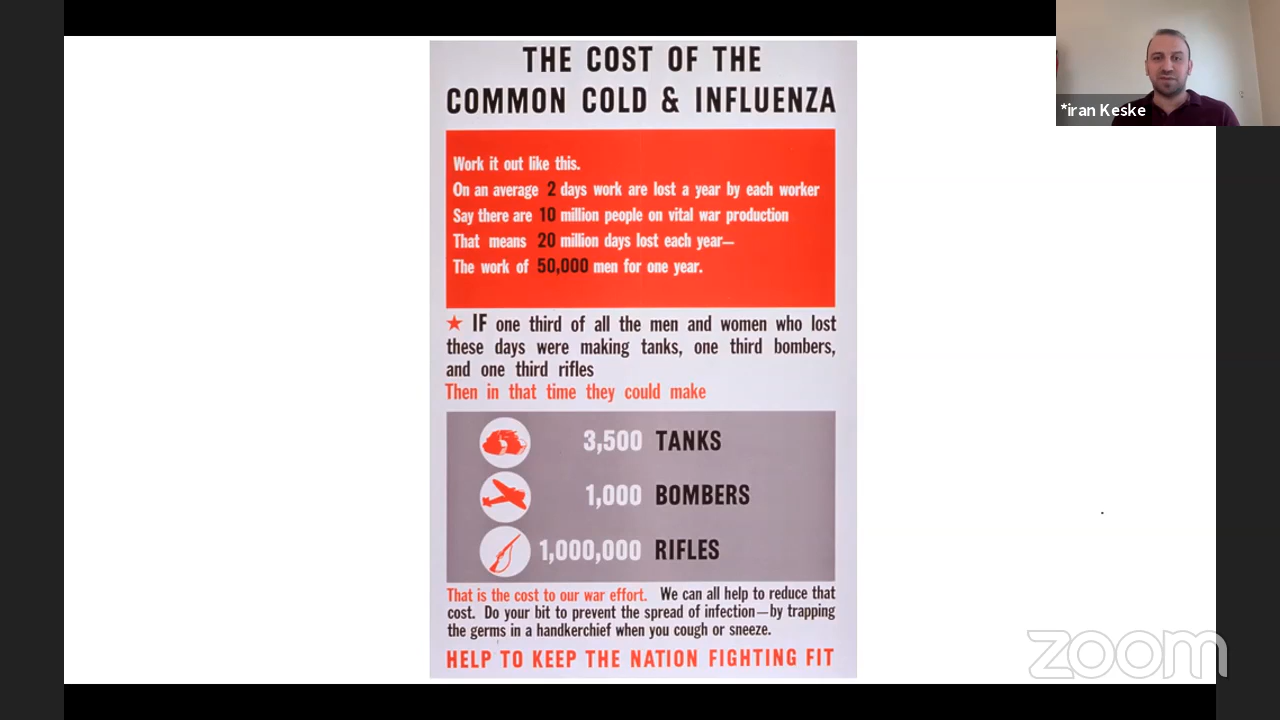 THE COST OF THE
COMMON COLD & INFLUENZA
*iran Keske
Work it out like this.
On an average 2 days work are lost a year by each worker
Say there are 10 million people on vital war production
That means 20 million days lost each year—
The work of 50,000 men for one year.
★ IF one third of all the men and women who lost
these days were making tanks, one third bombers,
and one third rifles
Then in that time they could make
3,500 TANKS
1,000 BOMBERS
1,000,000 RIFLES
That is the cost to our war effort. We can all help to reduce that
cost. Do your bit to prevent the spread of infection—by trapping
the germs in a handkerchief when you cough or sneeze.
HELP TO KEEP THE NATION FIGHTING FIT
zoom